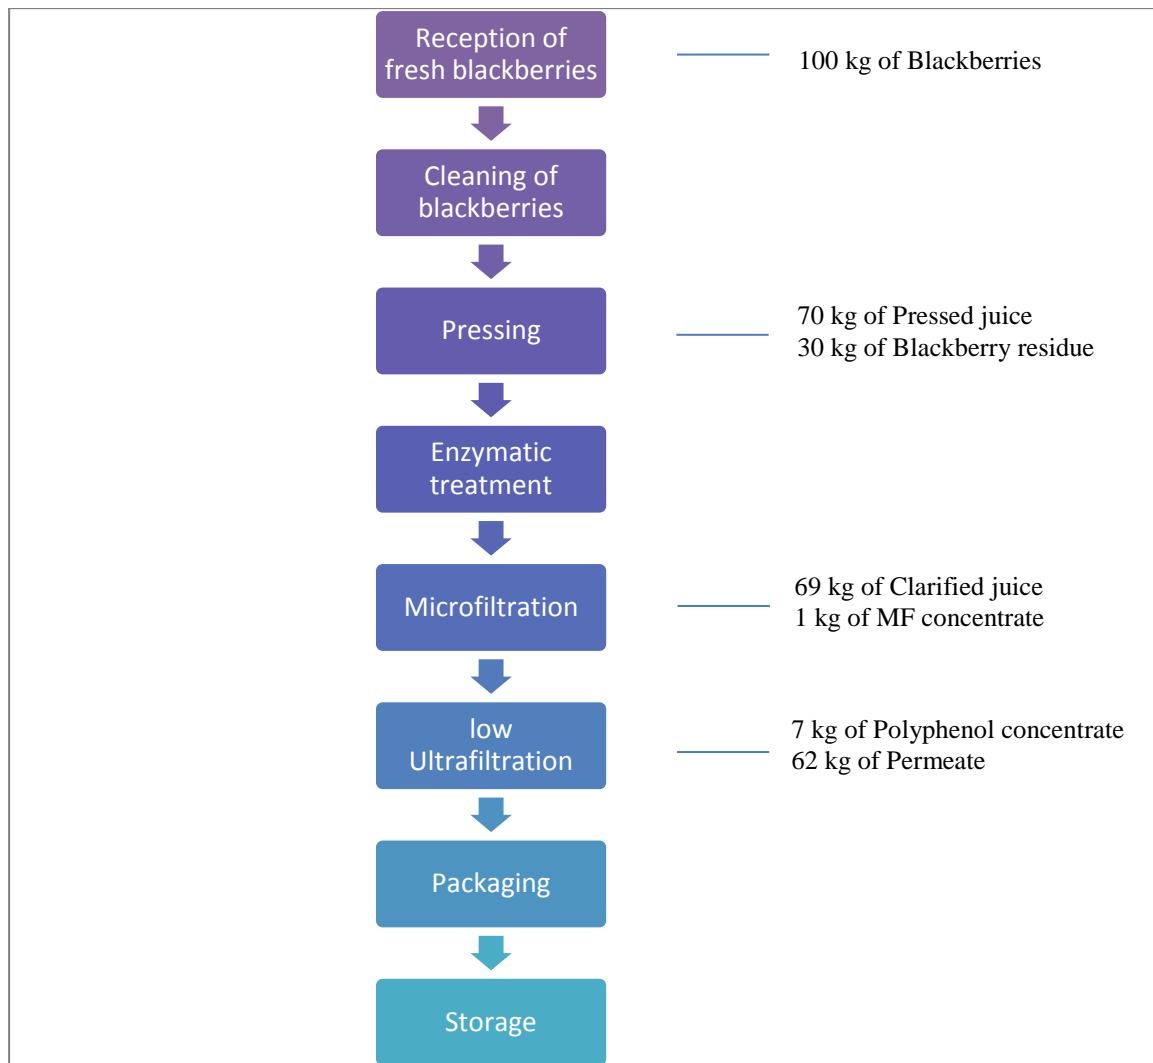 Reception of
fresh blackberries
100 kg of Blackberries
Cleaning of
blackberries
Pressing
70 kg of Pressed juice
30 kg of Blackberry residue
Enzymatic
treatment
Microfiltration
69 kg of Clarified juice
1 kg of MF concentrate
low
Ultrafiltration
7 kg of Polyphenol concentrate
62 kg of Permeate
Packaging
Storage